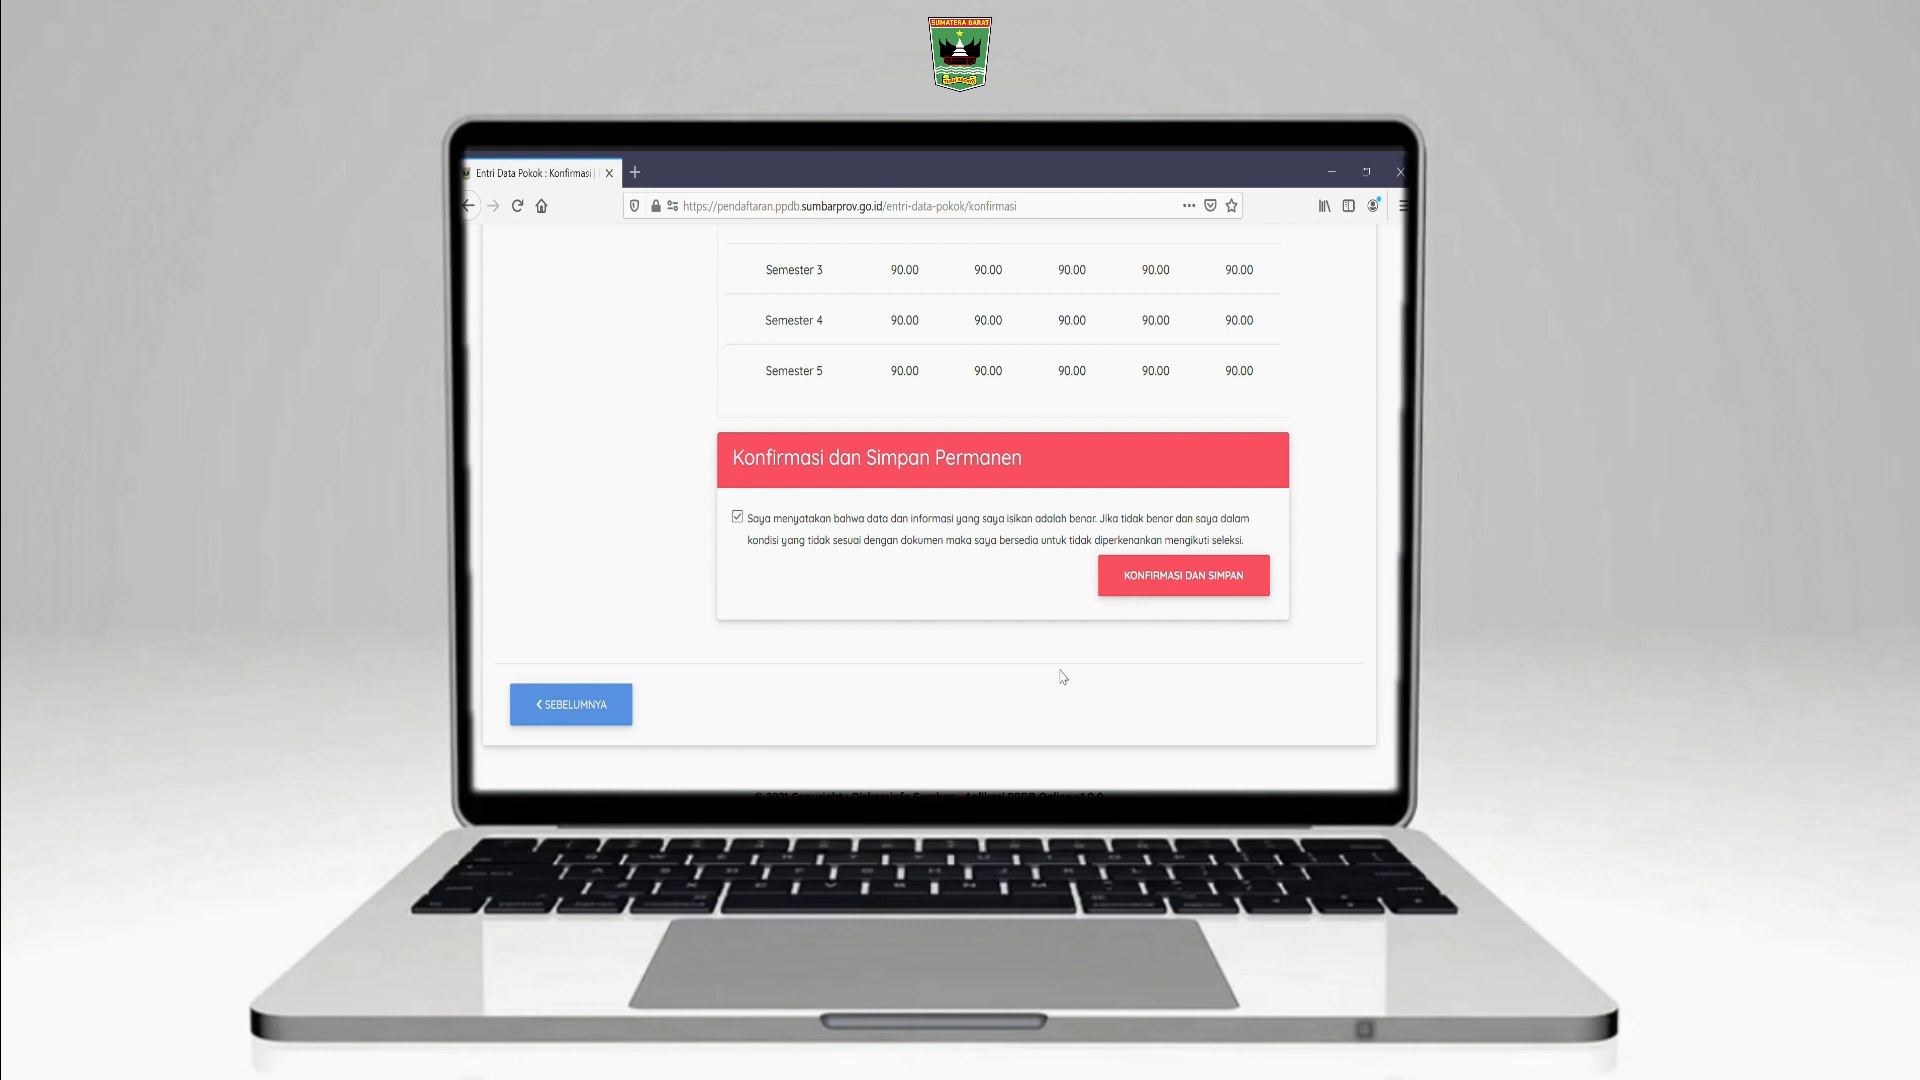 SUMATERA BARAT
Entri Data Pokok : Konfirmasi |
https://pendaftaran.ppdb.sumbarprov.go.id/entri-data-pokok/konfirmasi
Semester 3 90.00 90.00 90.00 90.00 90.00
Semester 4 90.00 90.00 90.00 90.00 90.00
Semester 5 90.00 90.00 90.00 90.00 90.00
Konfirmasi dan Simpan Permanen
Saya menyatakan bahwa data dan informasi yang saya isikan adalah benar. Jika tidak benar dan saya dalam
kondisi yang tidak sesuai dengan dokumen maka saya bersedia untuk tidak diperkenankan mengikuti seleksi.
KONFIRMASI DAN SIMPAN
SEBELUMNYA